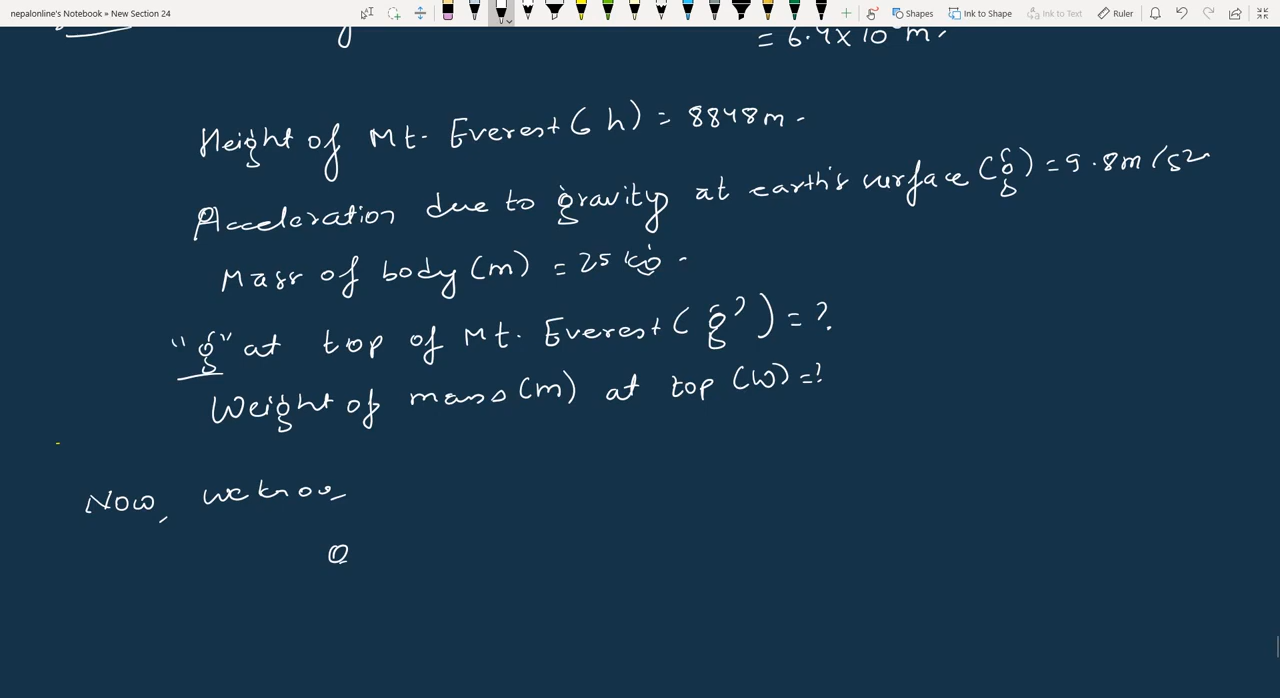 nepalonline's Notebook » New Section 24
Shapes Ink to Shape Ink to Text Ruler
= 6.4 x 10 m.
Height of Mt. Everest (h) = 8848m.
Acceleration due to gravity at earth's surface (g) = 9.8m/s2
Mass of body (m) = 25 kg.
"g" at top of Mt. Everest (g') = ?
Weight of mass (m) at top (W) = ?
Now, we know